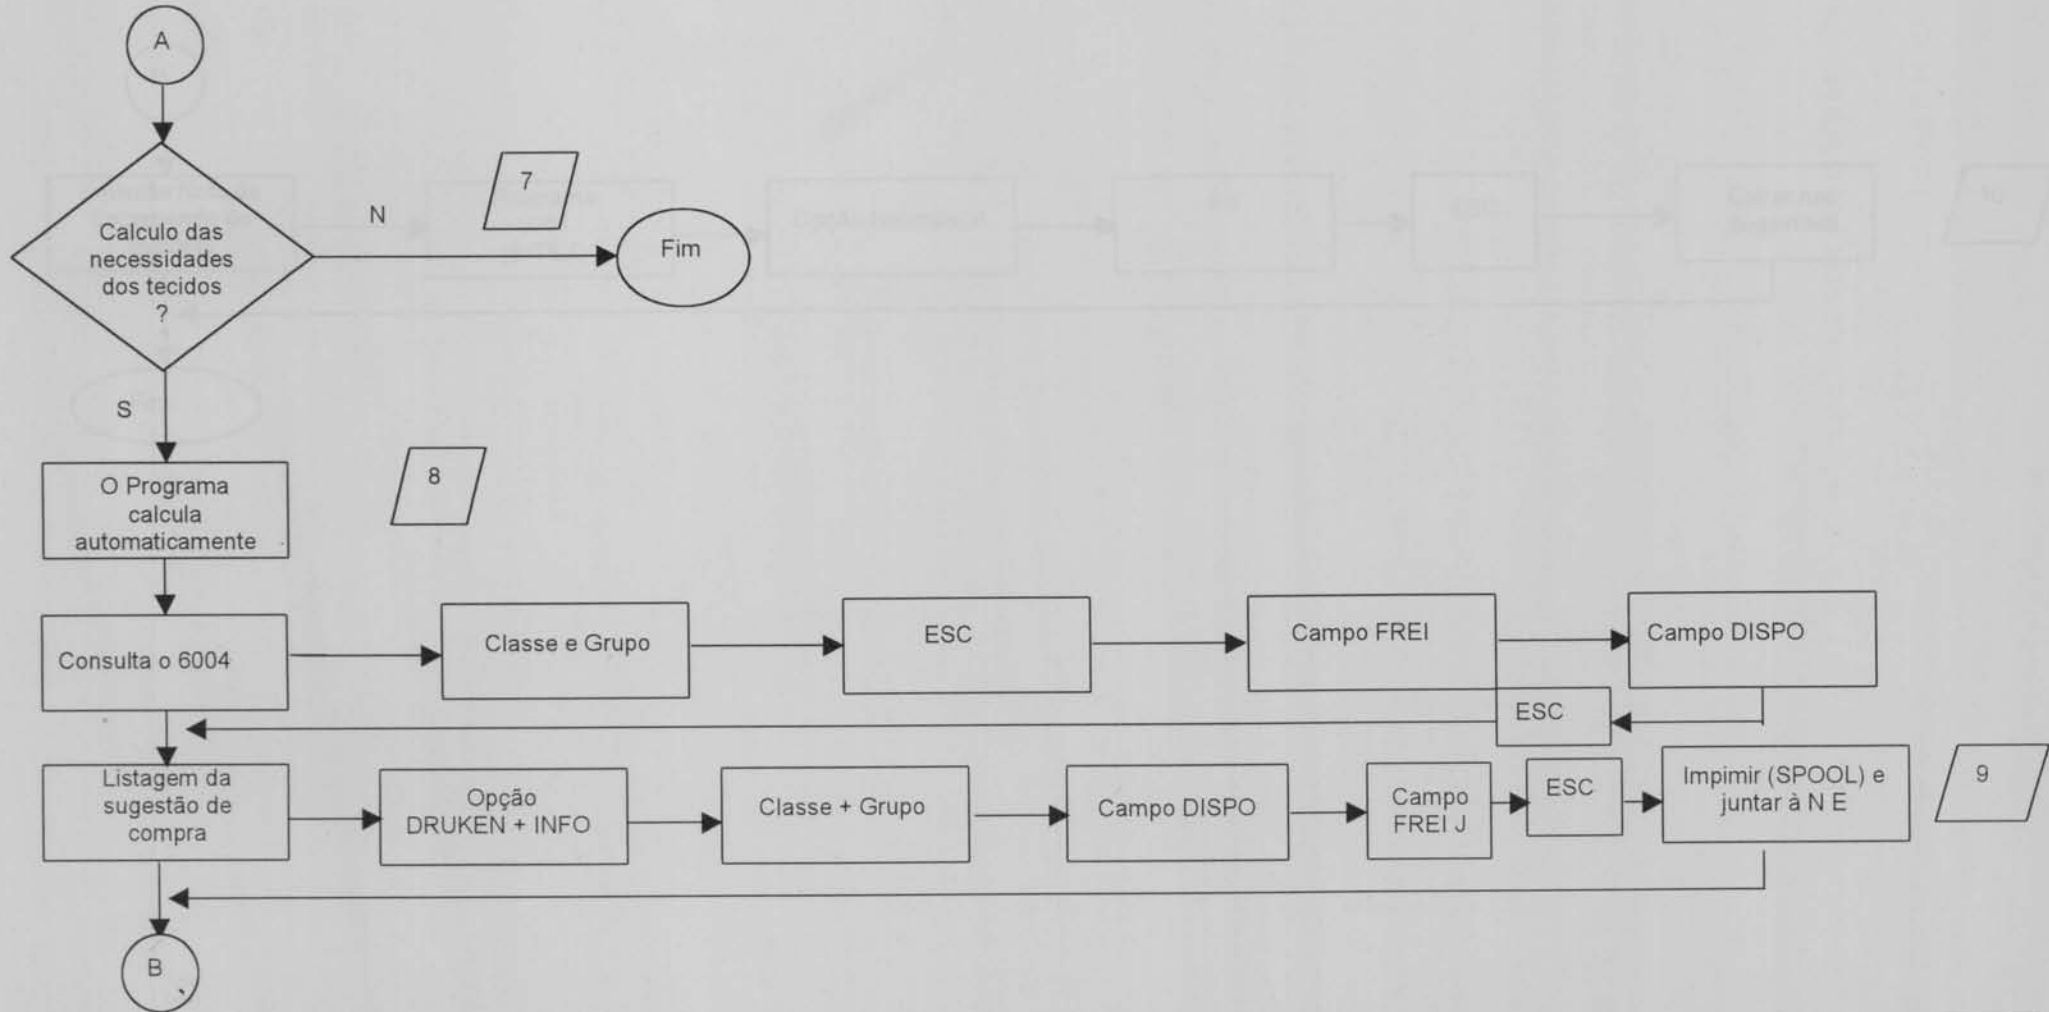 A
Calculo das
necessidades
dos tecidos
?
N
7
Fim
S
O Programa
calcula
automaticamente
8
Consulta o 6004
Classe e Grupo
ESC
Campo FREI
Campo DISPO
ESC
Listagem da
sugestão de
compra
Opção
DRUKEN + INFO
Classe + Grupo
Campo DISPO
Campo
FREI J
ESC
Impimir (SPOOL) e
juntar à N E
9
B